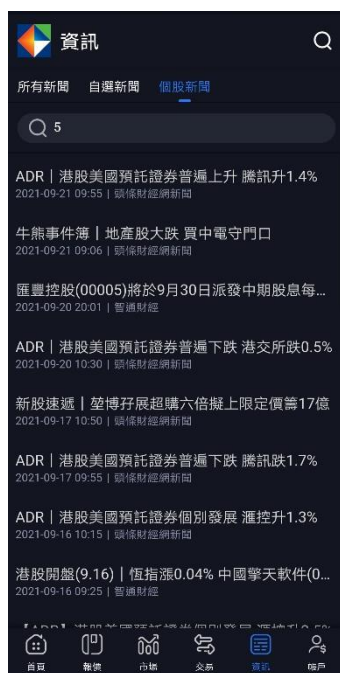 資訊
所有新聞 自選新聞 個股新聞
5
ADR｜港股美國預託證券普遍上升 騰訊升1.4%
2021-09-21 09:55 | 頭條財經網新聞
牛熊事件簿｜地產股大跌 買中電守門口
2021-09-21 09:06 | 頭條財經網新聞
匯豐控股(00005)將於9月30日派發中期股息每...
2021-09-20 20:01 | 智通財經
ADR｜港股美國預託證券普遍下跌 港交所跌0.5%
2021-09-20 10:30 | 頭條財經網新聞
新股速遞｜堃博孖展超購六倍擬上限定價籌17億
2021-09-17 10:50 | 頭條財經網新聞
ADR｜港股美國預託證券普遍下跌 騰訊跌1.7%
2021-09-17 09:55 | 頭條財經網新聞
ADR｜港股美國預託證券個別發展 滙控升1.3%
2021-09-16 10:15 | 頭條財經網新聞
港股開盤(9.16)｜恆指漲0.04% 中國擎天軟件(0...
2021-09-16 09:25 | 智通財經
首頁 報價 市場 交易 資訊 帳戶